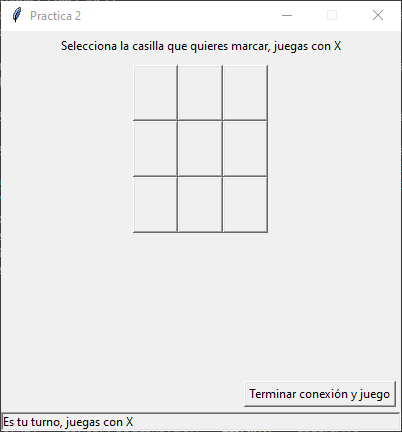 Practica 2
Selecciona la casilla que quieres marcar, juegas con X
Terminar conexión y juego
Es tu turno, juegas con X